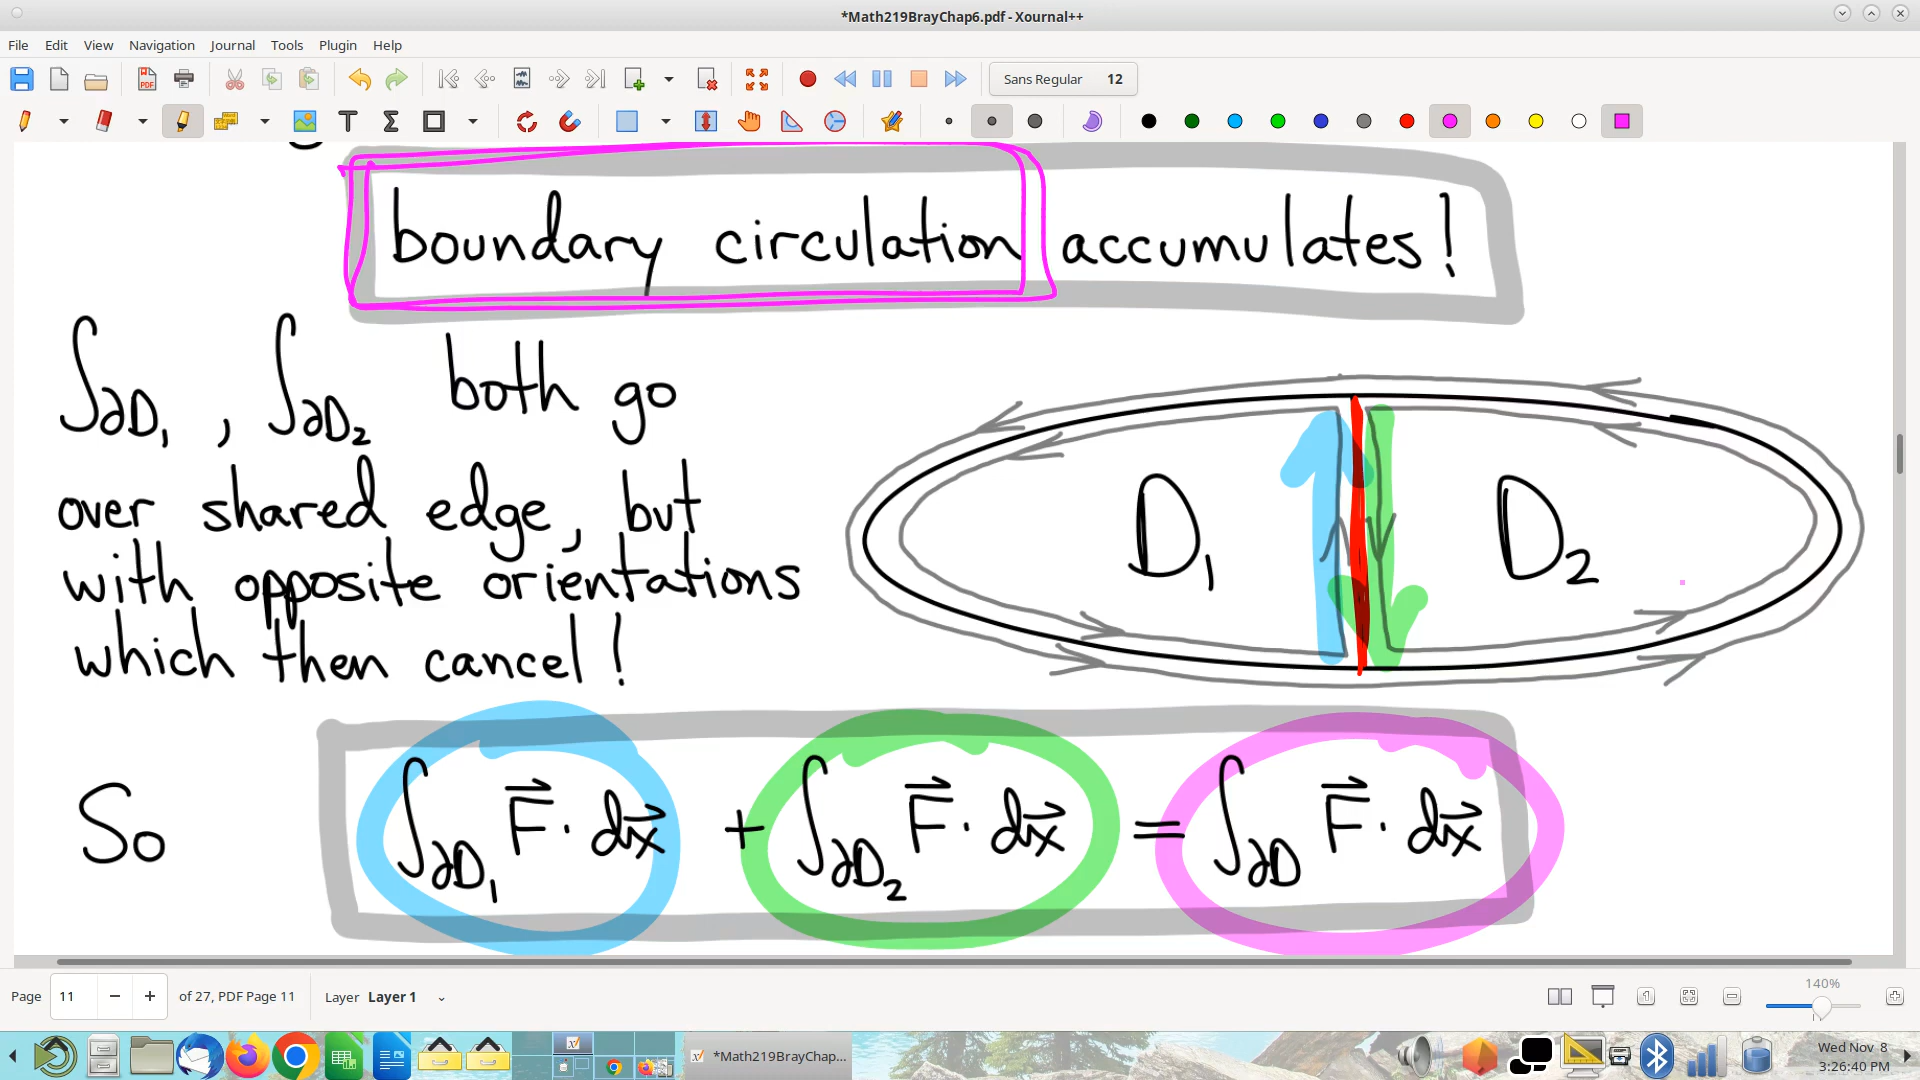 *Math219BrayChap6.pdf - Xournal++
File Edit View Navigation Journal Tools Plugin Help
Sans Regular 12
boundary circulation accumulates!
∫∂D₁ , ∫∂D₂ both go
over shared edge, but
with opposite orientations
which then cancel!
D₁ D₂
So ∫∂D₁ F⃗ · dx⃗ + ∫∂D₂ F⃗ · dx⃗ = ∫∂D F⃗ · dx⃗
Page 11 of 27, PDF Page 11 Layer Layer 1
140%
*Math219BrayChap...
Wed Nov 8
3:26:40 PM